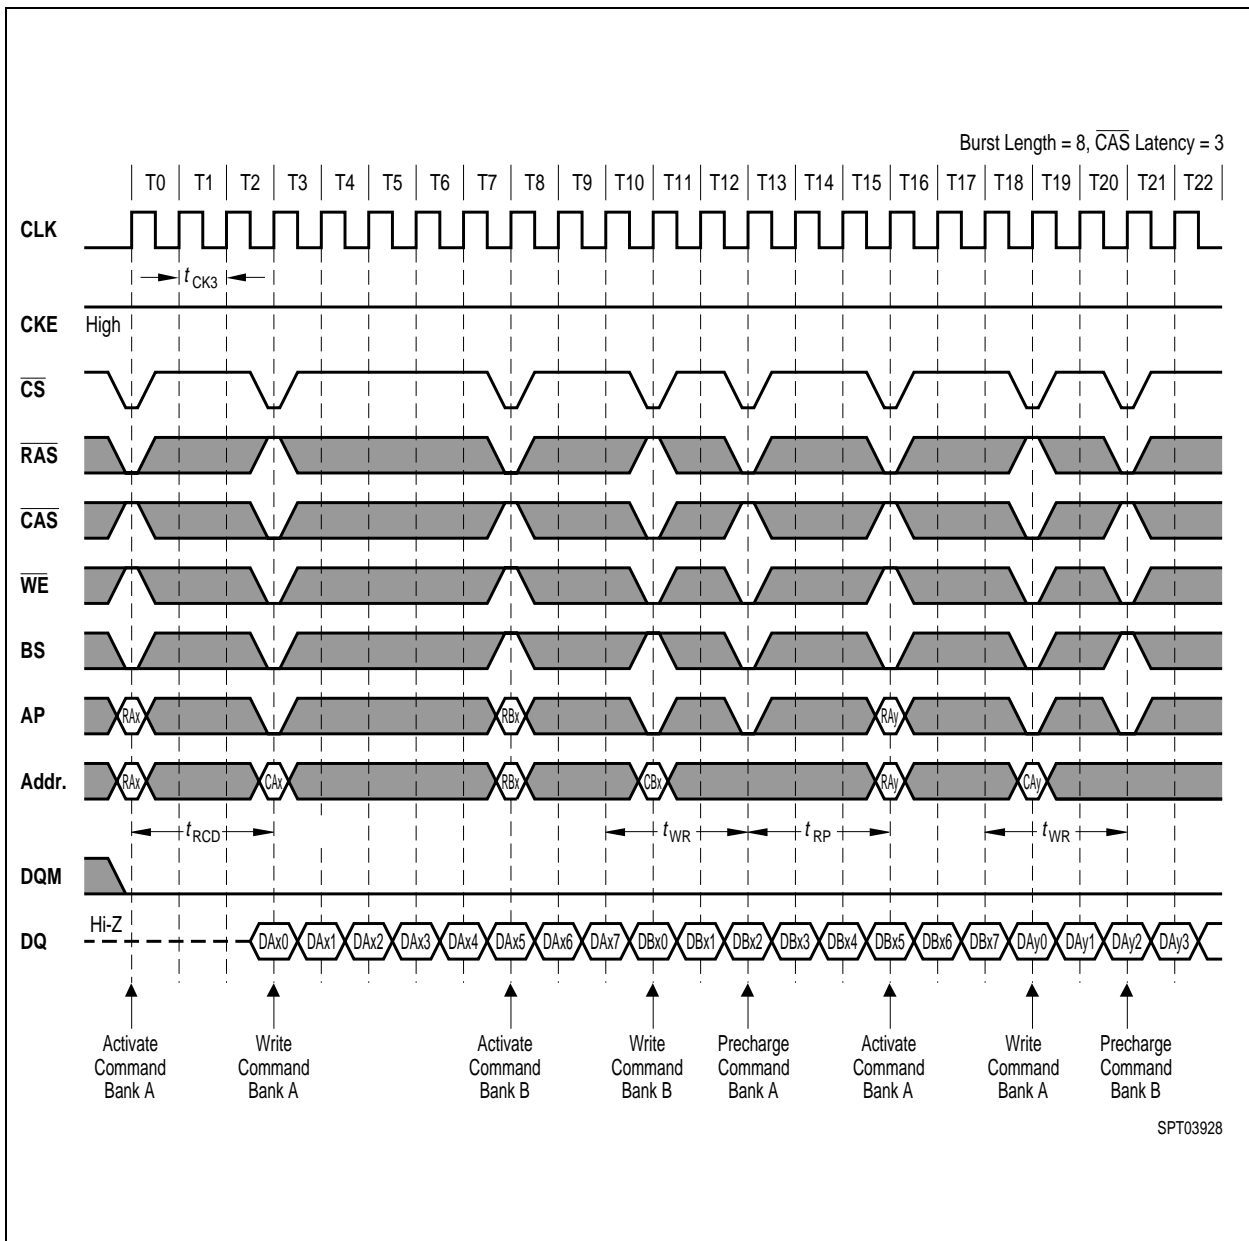 Burst Length = 8, CAS Latency = 3
T0 T1 T2 T3 T4 T5 T6 T7 T8 T9 T10 T11 T12 T13 T14 T15 T16 T17 T18 T19 T20 T21 T22
CLK
t CK3
CKE High
CS
RAS
CAS
WE
BS
AP RAx RBx RAy
Addr. RAx CAx RBx CBx RAy CAy
t RCD t WR t RP t WR
DQM
Hi-Z
DQ DAx0 DAx1 DAx2 DAx3 DAx4 DAx5 DAx6 DAx7 DBx0 DBx1 DBx2 DBx3 DBx4 DBx5 DBx6 DBx7 DAy0 DAy1 DAy2 DAy3
Activate Write Activate Write Precharge Activate Write Precharge
Command Command Command Command Command Command Command Command
Bank A Bank A Bank B Bank B Bank A Bank A Bank A Bank B
SPT03928